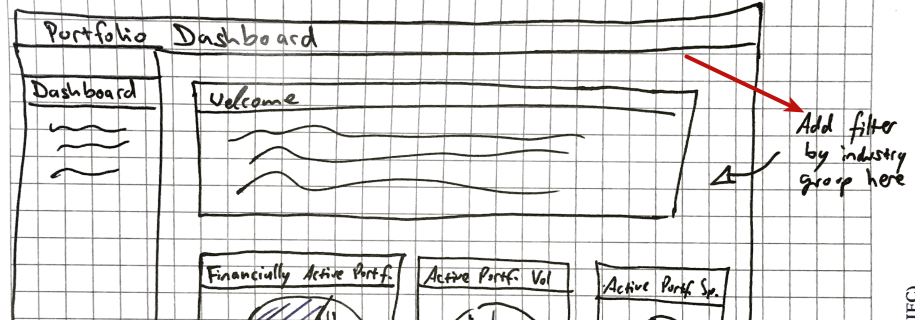 Portfolio Dashboard
Dashboard
Welcome
Add filter
by industry
group here
Financially Active Portf.
Active Portf. Vol
Active Portf. Sp.